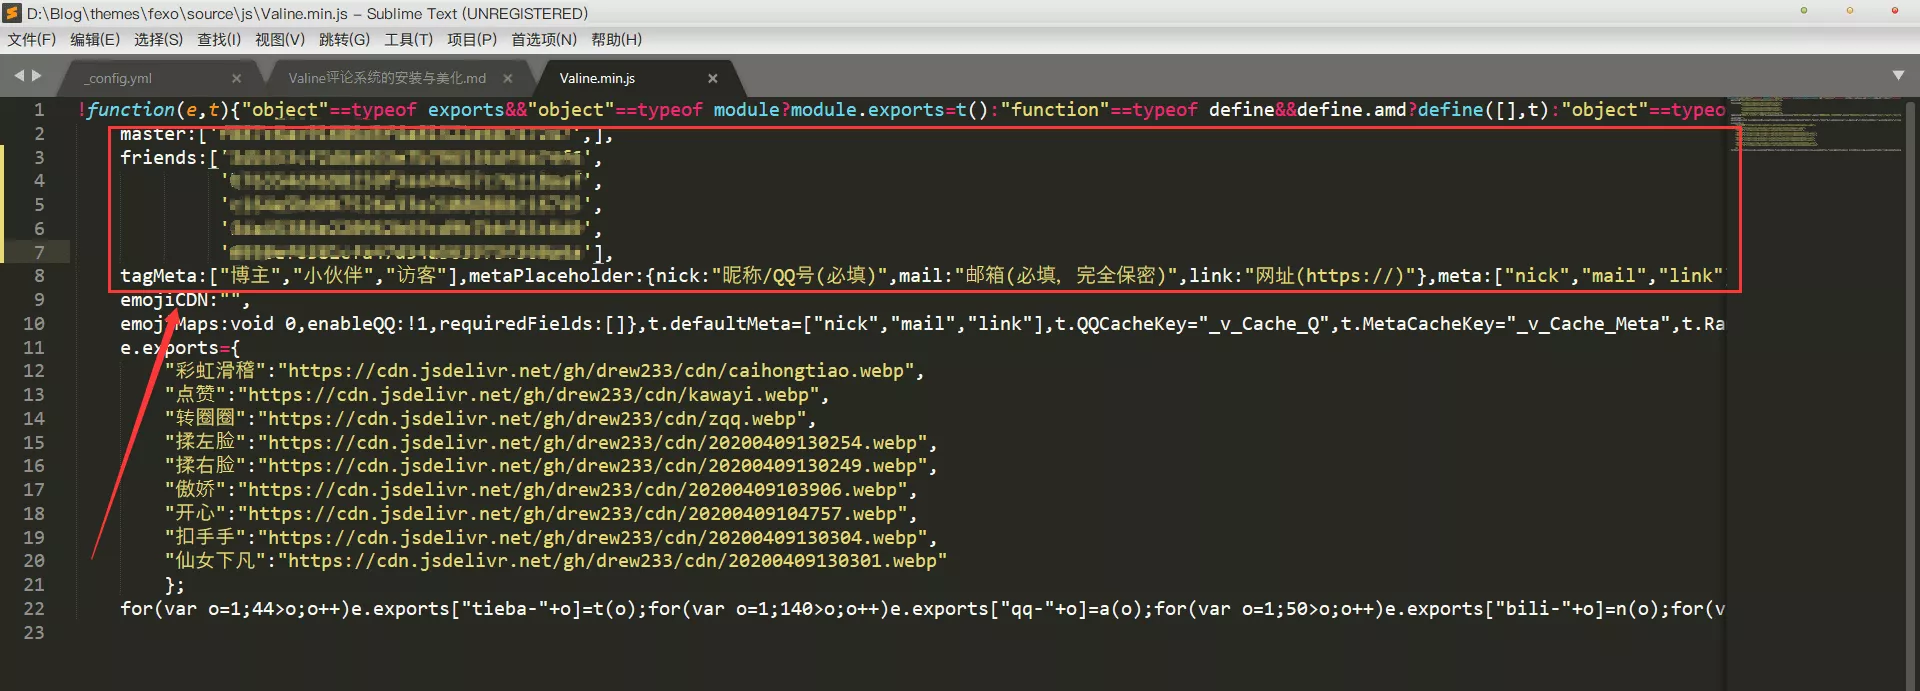 D:\Blog\themes\fexo\source\js\Valine.min.js - Sublime Text (UNREGISTERED)
文件(F) 编辑(E) 选择(S) 查找(I) 视图(V) 跳转(G) 工具(T) 项目(P) 首选项(N) 帮助(H)
_config.yml Valine评论系统的安装与美化.md Valine.min.js
1 !function(e,t){"object"==typeof exports&&"object"==typeof module?module.exports=t():"function"==typeof define&&define.amd?define([],t):"object"==typeo
2 master:[' ',],
3 friends:[' ',
4 ' ',
5 ' ',
6 ' ',
7 ' '],
8 tagMeta:["博主","小伙伴","访客"],metaPlaceholder:{nick:"昵称/QQ号(必填)",mail:"邮箱(必填，完全保密)",link:"网址(https://)"},meta:["nick","mail","link"
9 emojiCDN:"",
10 emojiMaps:void 0,enableQQ:!1,requiredFields:[]},t.defaultMeta=["nick","mail","link"],t.QQCacheKey="_v_Cache_Q",t.MetaCacheKey="_v_Cache_Meta",t.Ra
11 e.exports={
12 "彩虹滑稽":"https://cdn.jsdelivr.net/gh/drew233/cdn/caihongtiao.webp",
13 "点赞":"https://cdn.jsdelivr.net/gh/drew233/cdn/kawayi.webp",
14 "转圈圈":"https://cdn.jsdelivr.net/gh/drew233/cdn/zqq.webp",
15 "揉左脸":"https://cdn.jsdelivr.net/gh/drew233/cdn/20200409130254.webp",
16 "揉右脸":"https://cdn.jsdelivr.net/gh/drew233/cdn/20200409130249.webp",
17 "傲娇":"https://cdn.jsdelivr.net/gh/drew233/cdn/20200409103906.webp",
18 "开心":"https://cdn.jsdelivr.net/gh/drew233/cdn/20200409104757.webp",
19 "扣手手":"https://cdn.jsdelivr.net/gh/drew233/cdn/20200409130304.webp",
20 "仙女下凡":"https://cdn.jsdelivr.net/gh/drew233/cdn/20200409130301.webp"
21 };
22 for(var o=1;44>o;o++)e.exports["tieba-"+o]=t(o);for(var o=1;140>o;o++)e.exports["qq-"+o]=a(o);for(var o=1;50>o;o++)e.exports["bili-"+o]=n(o);for(v
23